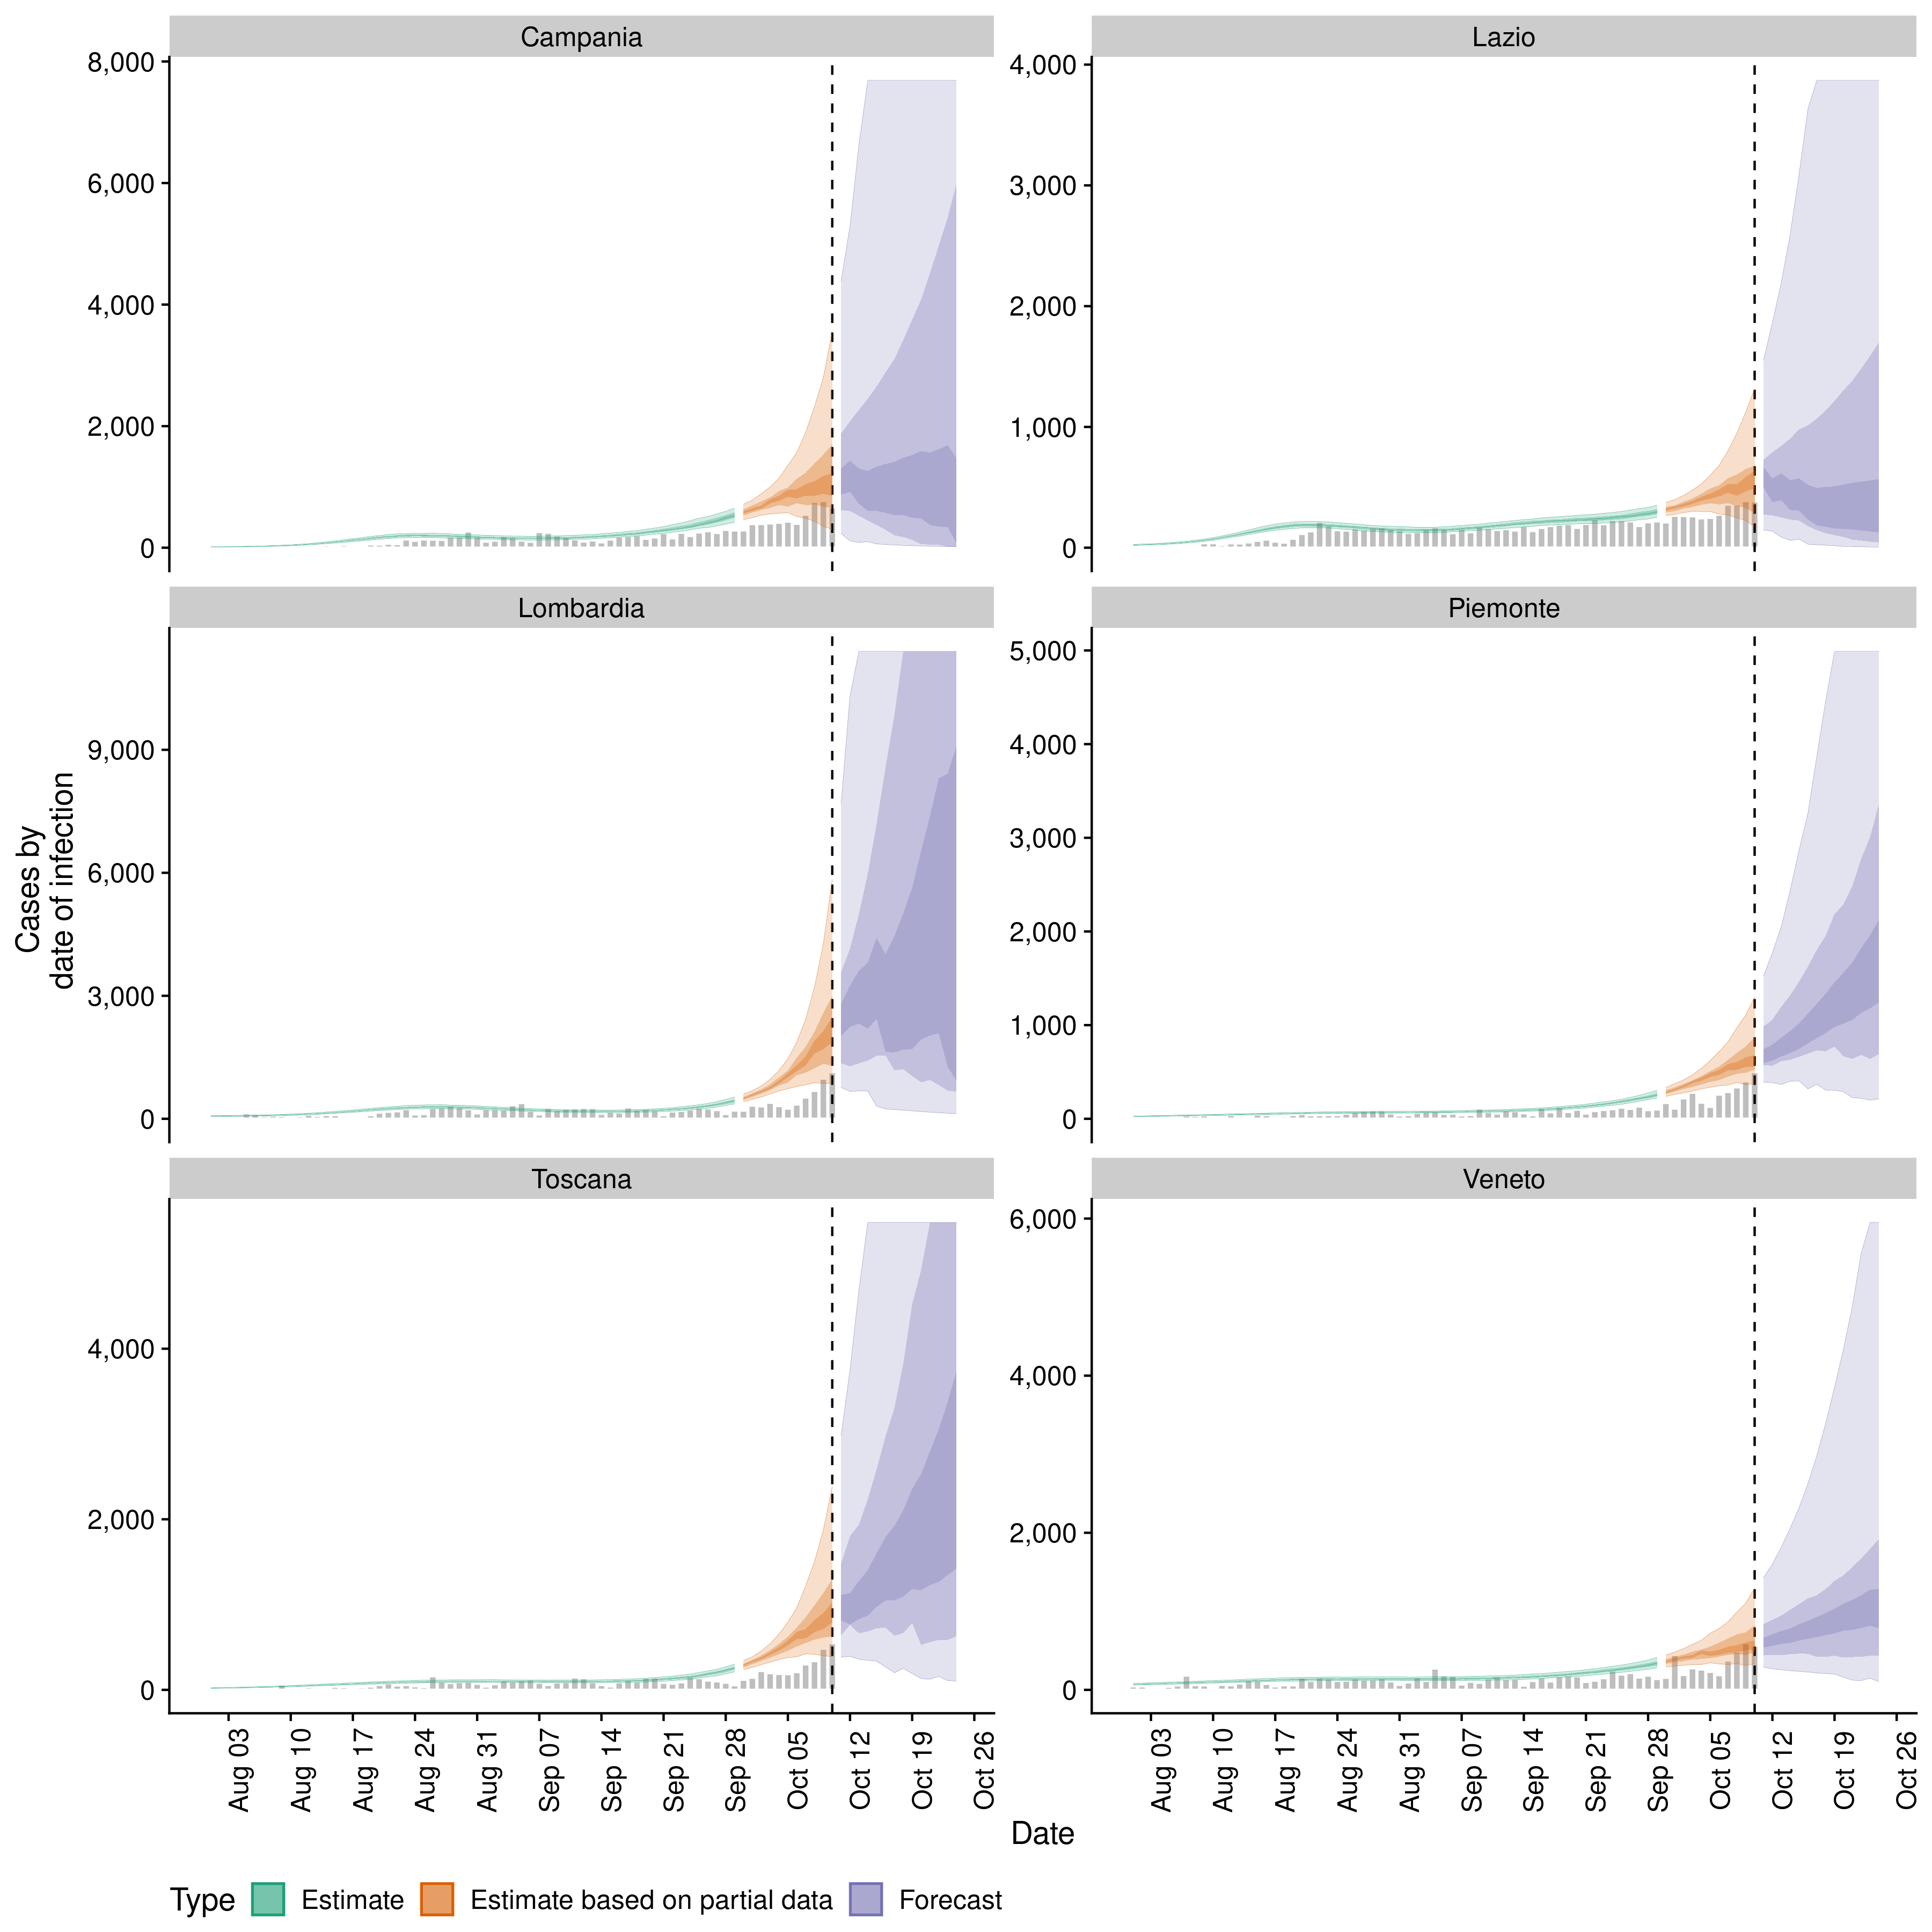 Campania
Lazio
8,000
6,000
4,000
2,000
0
4,000
3,000
2,000
1,000
0
Lombardia
Piemonte
9,000
6,000
3,000
0
5,000
4,000
3,000
2,000
1,000
0
Cases by
date of infection
Toscana
Veneto
4,000
2,000
0
6,000
4,000
2,000
0
Aug 03
Aug 10
Aug 17
Aug 24
Aug 31
Sep 07
Sep 14
Sep 21
Sep 28
Oct 05
Oct 12
Oct 19
Oct 26
Aug 03
Aug 10
Aug 17
Aug 24
Aug 31
Sep 07
Sep 14
Sep 21
Sep 28
Oct 05
Oct 12
Oct 19
Oct 26
Date
Type Estimate Estimate based on partial data Forecast